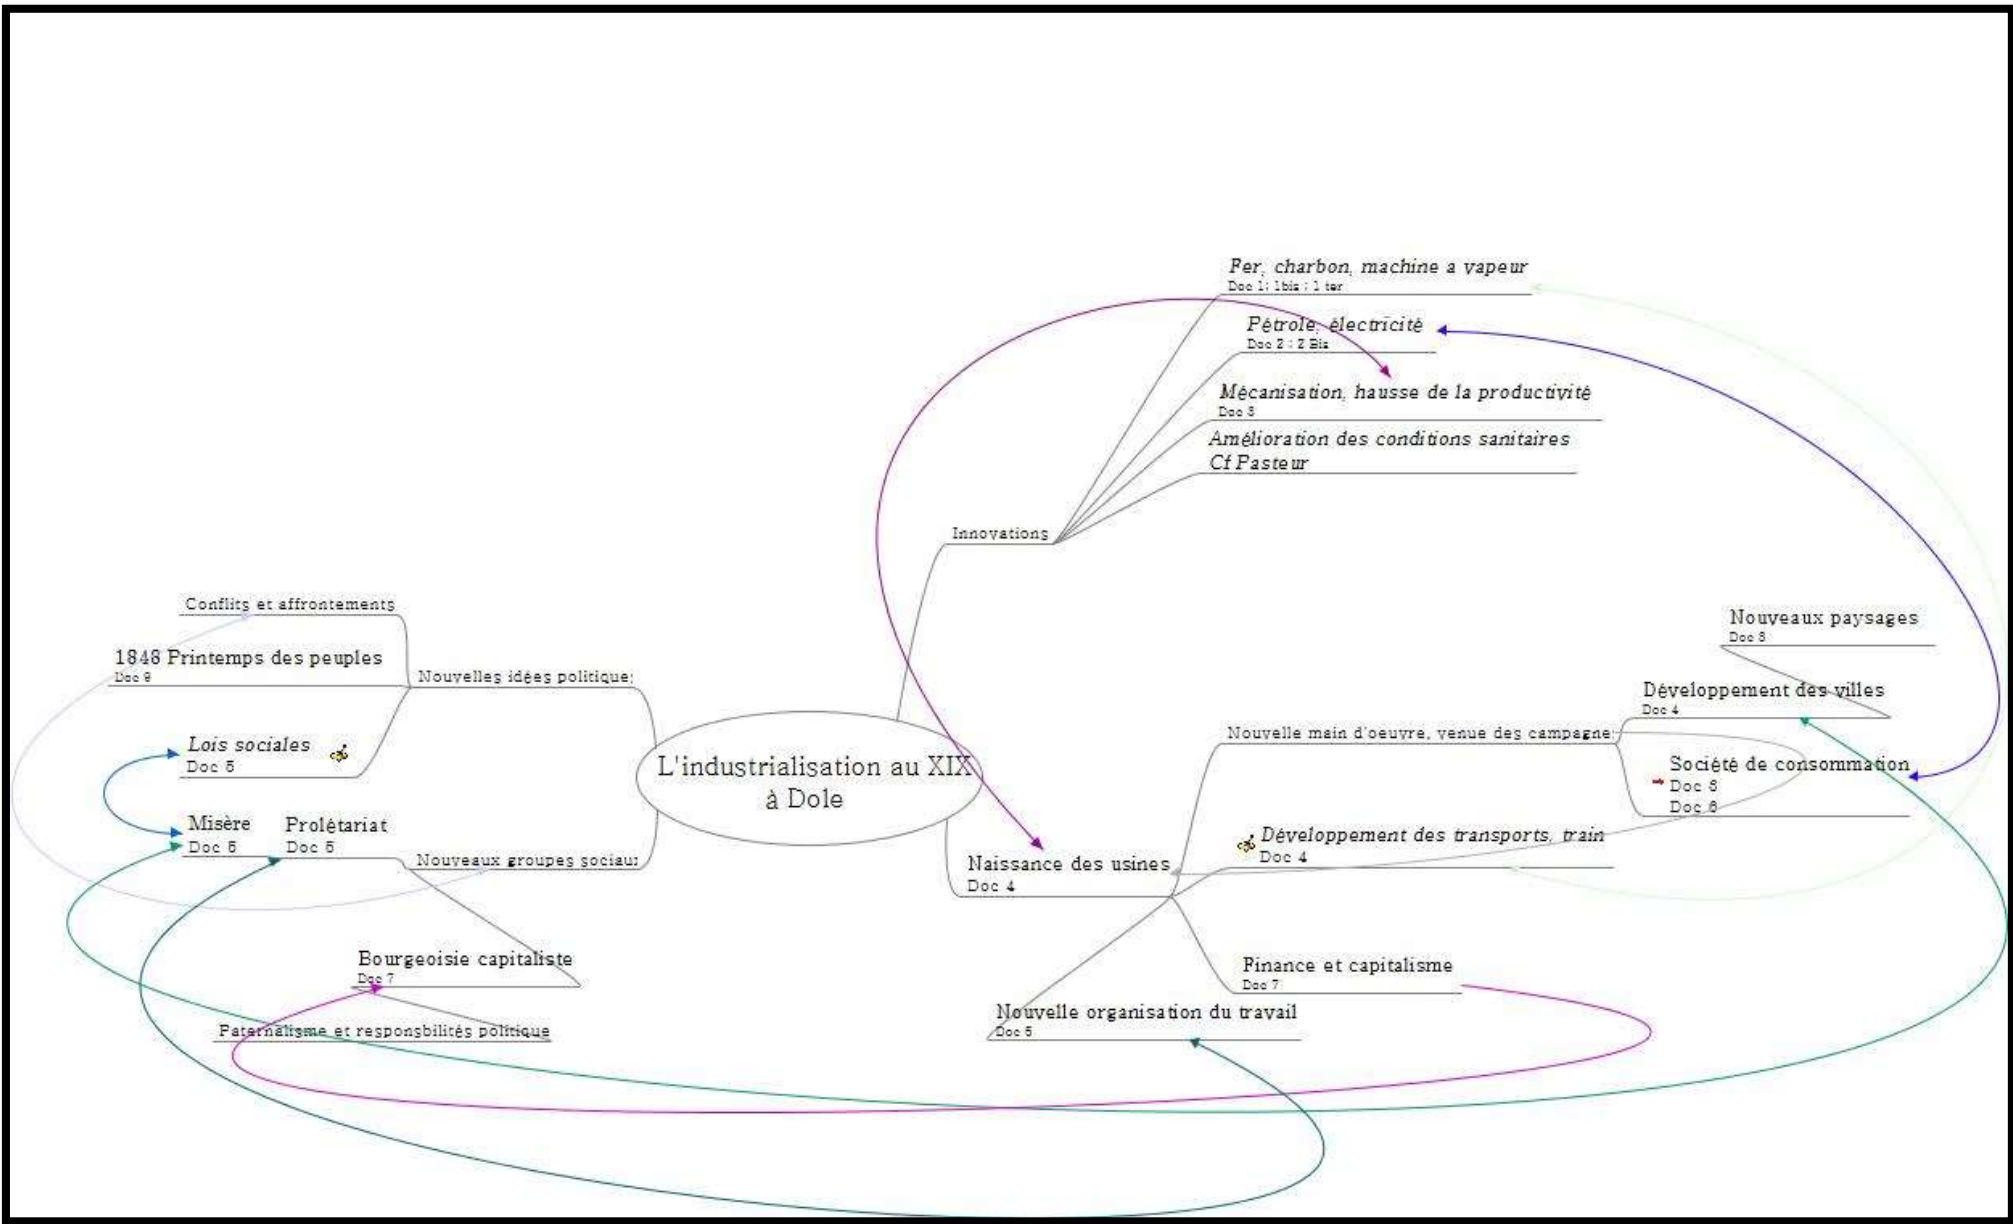 Fer, charbon, machine a vapeur
Doc 1; 1bis ; 1 ter
Pétrole, électricité
Doc 2 ; 2 Bis
Mécanisation, hausse de la productivité
Doc 3
Amélioration des conditions sanitaires
Cf Pasteur
Innovations
Conflits et affrontements
1848 Printemps des peuples
Doc 9
Nouvelles idées politique
Lois sociales
Doc 5
Misère
Doc 5
Prolétariat
Doc 5
Nouveaux groupes sociau
Bourgeoisie capitaliste
Doc 7
Paternalisme et responsbilités politique
L'industrialisation au XIX
à Dole
Nouveaux paysages
Doc 8
Développement des villes
Doc 4
Nouvelle main d'oeuvre, venue des campagne
Société de consommation
Doc 8
Doc 6
Développement des transports, train
Doc 4
Naissance des usines
Doc 4
Finance et capitalisme
Doc 7
Nouvelle organisation du travail
Doc 5